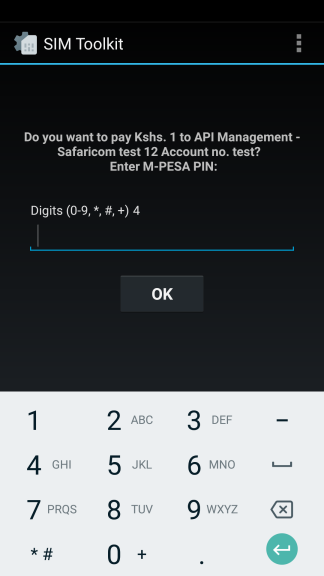 SIM Toolkit
Do you want to pay Kshs. 1 to API Management -
Safaricom test 12 Account no. test?
Enter M-PESA PIN:
Digits (0-9, *, #, +) 4
OK
1 2 ABC 3 DEF -
4 GHI 5 JKL 6 MNO
7 PRQS 8 TUV 9 WXYZ
* # 0 + .